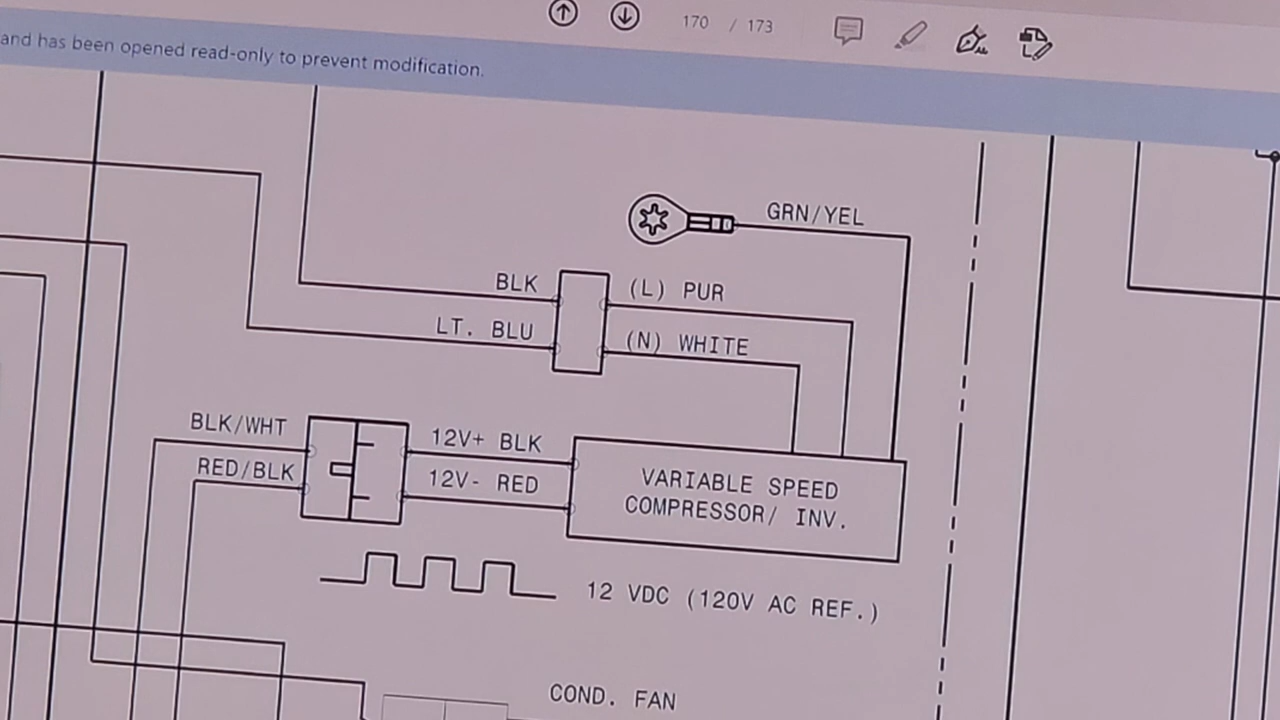 170 / 173
and has been opened read-only to prevent modification.
GRN/YEL
BLK
(L) PUR
LT. BLU
(N) WHITE
BLK/WHT
12V+ BLK
RED/BLK
12V- RED
VARIABLE SPEED
COMPRESSOR/ INV.
12 VDC (120V AC REF.)
COND. FAN